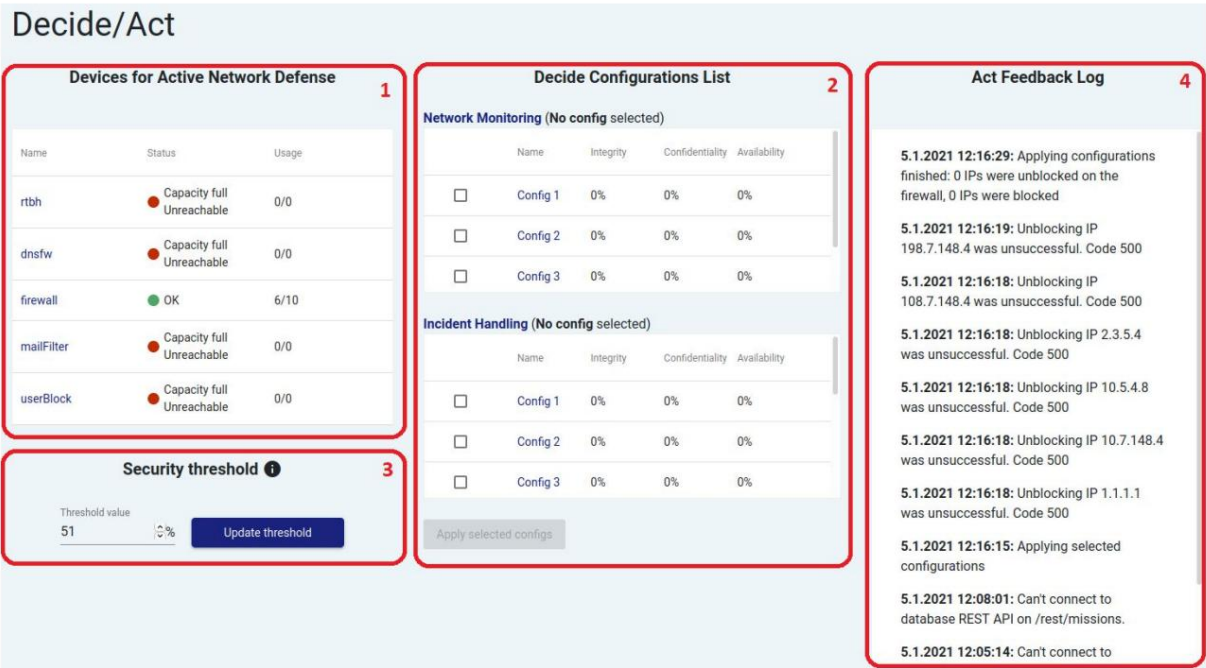 Decide/Act
Devices for Active Network Defense
1
Name Status Usage
rtbh Capacity full Unreachable 0/0
dnsfw Capacity full Unreachable 0/0
firewall OK 6/10
mailFilter Capacity full Unreachable 0/0
userBlock Capacity full Unreachable 0/0
Security threshold i
3
Threshold value
51 % Update threshold
Decide Configurations List
2
Network Monitoring (No config selected)
Name Integrity Confidentiality Availability
Config 1 0% 0% 0%
Config 2 0% 0% 0%
Config 3 0% 0% 0%
Incident Handling (No config selected)
Name Integrity Confidentiality Availability
Config 1 0% 0% 0%
Config 2 0% 0% 0%
Config 3 0% 0% 0%
Apply selected configs
Act Feedback Log
4
5.1.2021 12:16:29: Applying configurations
finished: 0 IPs were unblocked on the
firewall, 0 IPs were blocked
5.1.2021 12:16:19: Unblocking IP
198.7.148.4 was unsuccessful. Code 500
5.1.2021 12:16:18: Unblocking IP
108.7.148.4 was unsuccessful. Code 500
5.1.2021 12:16:18: Unblocking IP 2.3.5.4
was unsuccessful. Code 500
5.1.2021 12:16:18: Unblocking IP 10.5.4.8
was unsuccessful. Code 500
5.1.2021 12:16:18: Unblocking IP 10.7.148.4
was unsuccessful. Code 500
5.1.2021 12:16:18: Unblocking IP 1.1.1.1
was unsuccessful. Code 500
5.1.2021 12:16:15: Applying selected
configurations
5.1.2021 12:08:01: Can't connect to
database REST API on /rest/missions.
5.1.2021 12:05:14: Can't connect to